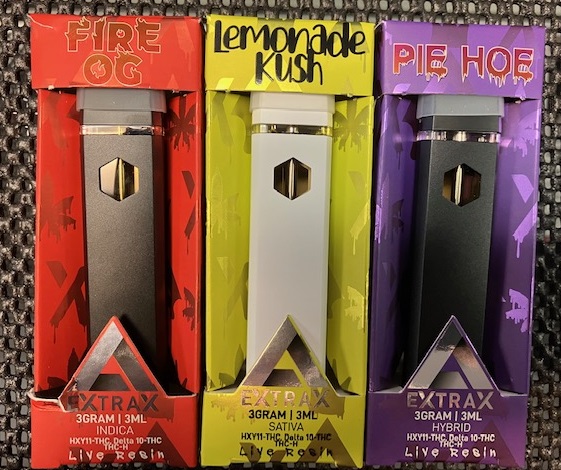 FIRE
OG
EXTRAX
3GRAM | 3ML
INDICA
HXY11-THC, Delta 10-THC
THC-H
Live Resin
Lemonade
Kush
EXTRAX
3GRAM | 3ML
SATIVA
HXY11-THC, Delta 10-THC
THC-H
Live Resin
PIE HOE
EXTRAX
3GRAM | 3ML
HYBRID
HXY11-THC, Delta 10-THC
THC-H
Live Resin